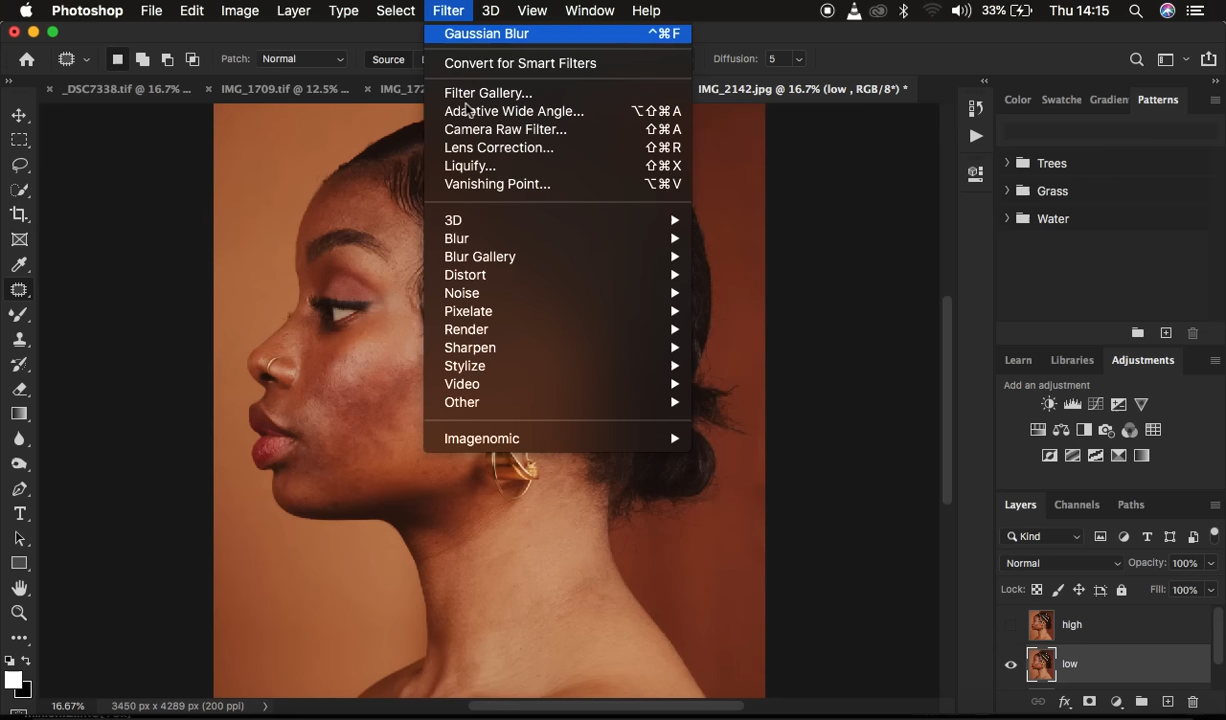 Photoshop File Edit Image Layer Type Select Filter 3D View Window Help 33% Thu 14:15
Patch: Normal Source D Diffusion: 5
× _DSC7338.tif @ 16.7% ... × IMG_1709.tif @ 12.5% ... × IMG_172 IMG_2142.jpg @ 16.7% (low , RGB/8*) *
Gaussian Blur ^⌘F
Convert for Smart Filters
Filter Gallery...
Adaptive Wide Angle... ⌥⇧⌘A
Camera Raw Filter... ⇧⌘A
Lens Correction... ⇧⌘R
Liquify... ⇧⌘X
Vanishing Point... ⌥⌘V
3D
Blur
Blur Gallery
Distort
Noise
Pixelate
Render
Sharpen
Stylize
Video
Other
Imagenomic
Color Swatche Gradien Patterns
Trees
Grass
Water
Learn Libraries Adjustments
Add an adjustment
Layers Channels Paths
Kind
Normal Opacity: 100%
Lock: Fill: 100%
high
low
16.67% 3450 px x 4289 px (200 ppi)